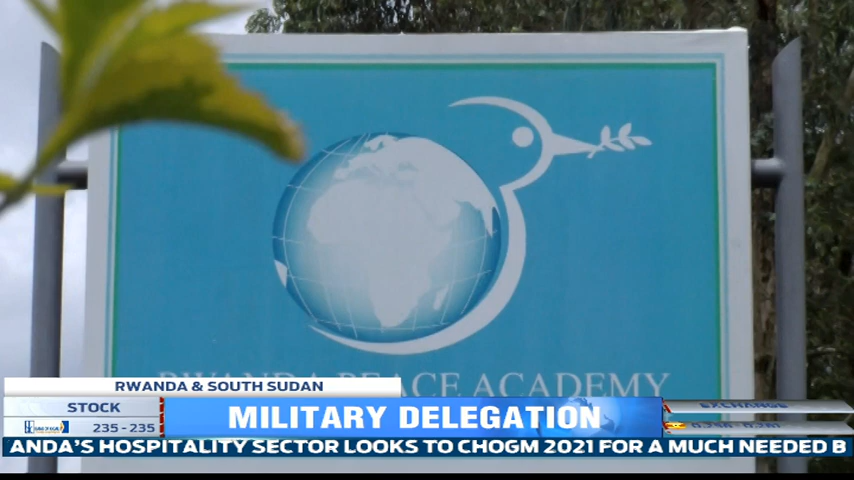 RWANDA PEACE ACADEMY
RWANDA & SOUTH SUDAN
STOCK
235 - 235
MILITARY DELEGATION
EXCHANGE
ANDA'S HOSPITALITY SECTOR LOOKS TO CHOGM 2021 FOR A MUCH NEEDED B